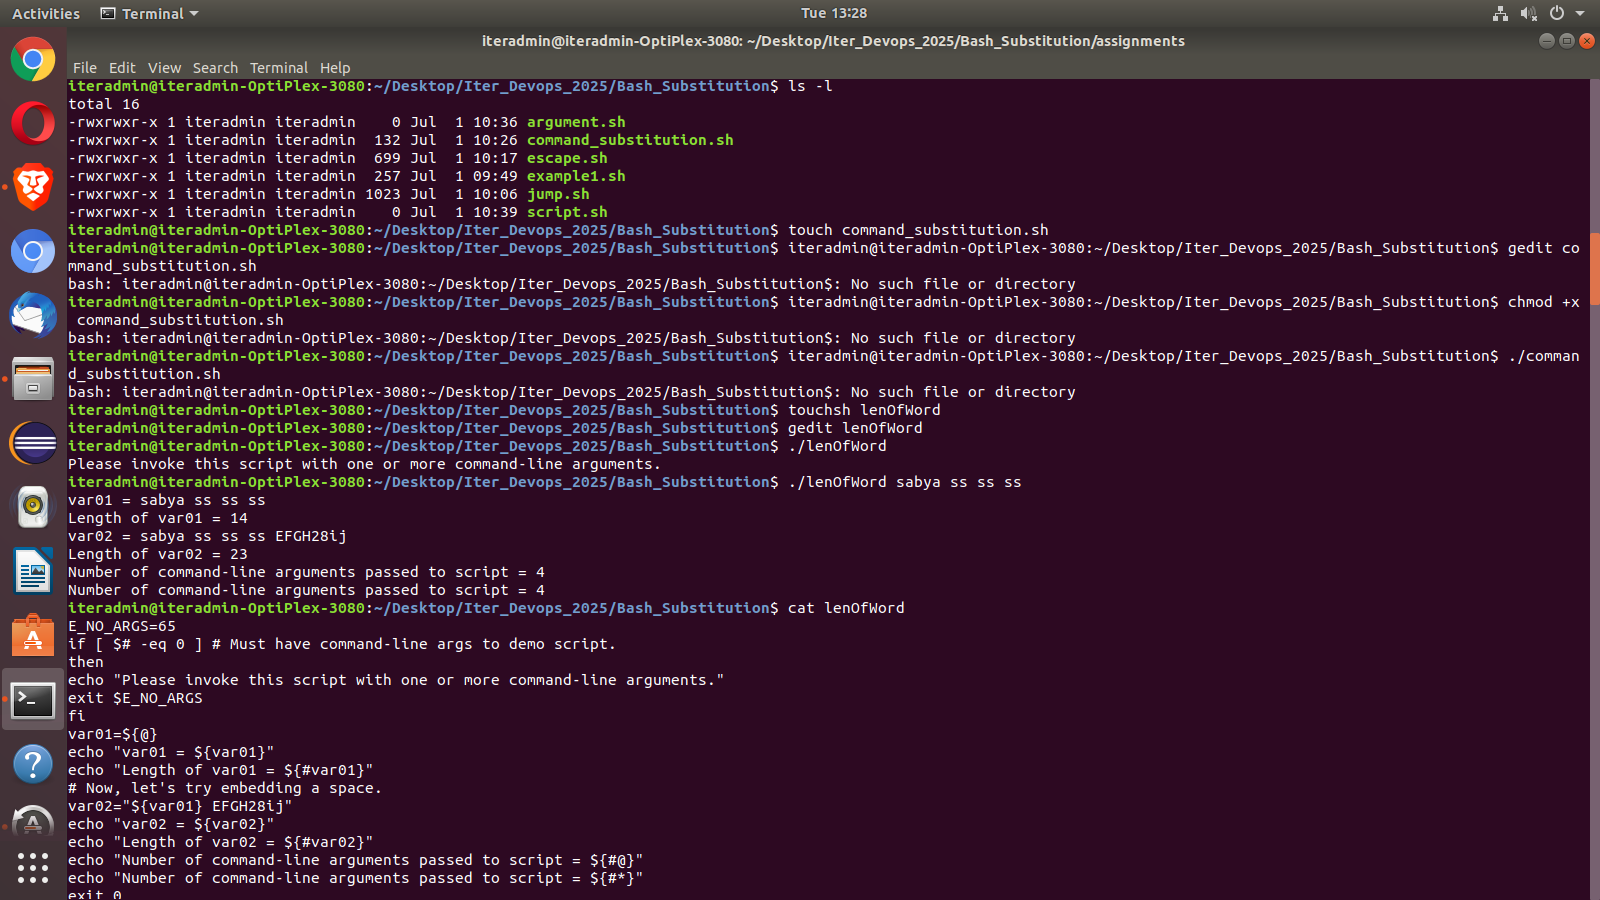 Activities Terminal Tue 13:28
iteradmin@iteradmin-OptiPlex-3080: ~/Desktop/Iter_Devops_2025/Bash_Substitution/assignments
File Edit View Search Terminal Help
iteradmin@iteradmin-OptiPlex-3080:~/Desktop/Iter_Devops_2025/Bash_Substitution$ ls -l
total 16
-rwxrwxr-x 1 iteradmin iteradmin    0 Jul  1 10:36 argument.sh
-rwxrwxr-x 1 iteradmin iteradmin  132 Jul  1 10:26 command_substitution.sh
-rwxrwxr-x 1 iteradmin iteradmin  699 Jul  1 10:17 escape.sh
-rwxrwxr-x 1 iteradmin iteradmin  257 Jul  1 09:49 example1.sh
-rwxrwxr-x 1 iteradmin iteradmin 1023 Jul  1 10:06 jump.sh
-rwxrwxr-x 1 iteradmin iteradmin    0 Jul  1 10:39 script.sh
iteradmin@iteradmin-OptiPlex-3080:~/Desktop/Iter_Devops_2025/Bash_Substitution$ touch command_substitution.sh
iteradmin@iteradmin-OptiPlex-3080:~/Desktop/Iter_Devops_2025/Bash_Substitution$ iteradmin@iteradmin-OptiPlex-3080:~/Desktop/Iter_Devops_2025/Bash_Substitution$ gedit co
mmand_substitution.sh
bash: iteradmin@iteradmin-OptiPlex-3080:~/Desktop/Iter_Devops_2025/Bash_Substitution$: No such file or directory
iteradmin@iteradmin-OptiPlex-3080:~/Desktop/Iter_Devops_2025/Bash_Substitution$ iteradmin@iteradmin-OptiPlex-3080:~/Desktop/Iter_Devops_2025/Bash_Substitution$ chmod +x
 command_substitution.sh
bash: iteradmin@iteradmin-OptiPlex-3080:~/Desktop/Iter_Devops_2025/Bash_Substitution$: No such file or directory
iteradmin@iteradmin-OptiPlex-3080:~/Desktop/Iter_Devops_2025/Bash_Substitution$ iteradmin@iteradmin-OptiPlex-3080:~/Desktop/Iter_Devops_2025/Bash_Substitution$ ./comman
d_substitution.sh
bash: iteradmin@iteradmin-OptiPlex-3080:~/Desktop/Iter_Devops_2025/Bash_Substitution$: No such file or directory
iteradmin@iteradmin-OptiPlex-3080:~/Desktop/Iter_Devops_2025/Bash_Substitution$ touchsh lenOfWord
iteradmin@iteradmin-OptiPlex-3080:~/Desktop/Iter_Devops_2025/Bash_Substitution$ gedit lenOfWord
iteradmin@iteradmin-OptiPlex-3080:~/Desktop/Iter_Devops_2025/Bash_Substitution$ ./lenOfWord
Please invoke this script with one or more command-line arguments.
iteradmin@iteradmin-OptiPlex-3080:~/Desktop/Iter_Devops_2025/Bash_Substitution$ ./lenOfWord sabya ss ss ss
var01 = sabya ss ss ss
Length of var01 = 14
var02 = sabya ss ss ss EFGH28ij
Length of var02 = 23
Number of command-line arguments passed to script = 4
Number of command-line arguments passed to script = 4
iteradmin@iteradmin-OptiPlex-3080:~/Desktop/Iter_Devops_2025/Bash_Substitution$ cat lenOfWord
E_NO_ARGS=65
if [ $# -eq 0 ] # Must have command-line args to demo script.
then
echo "Please invoke this script with one or more command-line arguments."
exit $E_NO_ARGS
fi
var01=${@}
echo "var01 = ${var01}"
echo "Length of var01 = ${#var01}"
# Now, let's try embedding a space.
var02="${var01} EFGH28ij"
echo "var02 = ${var02}"
echo "Length of var02 = ${#var02}"
echo "Number of command-line arguments passed to script = ${#@}"
echo "Number of command-line arguments passed to script = ${#*}"
exit 0